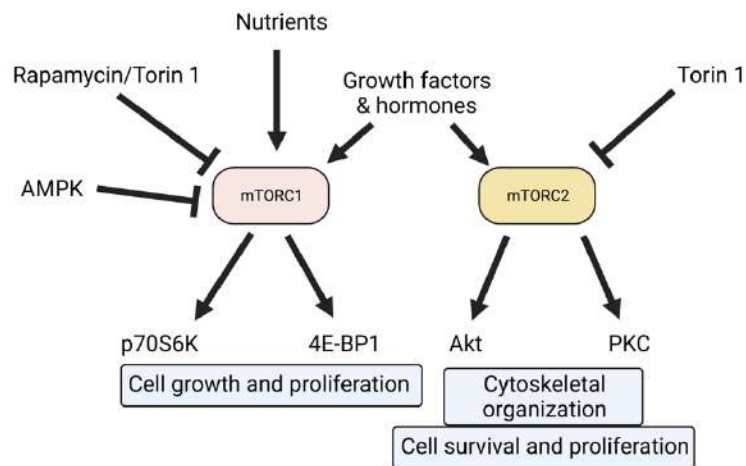 Nutrients
Rapamycin/Torin 1
Growth factors
& hormones
Torin 1
AMPK
mTORC1
mTORC2
p70S6K
4E-BP1
Akt
PKC
Cell growth and proliferation
Cytoskeletal
organization
Cell survival and proliferation